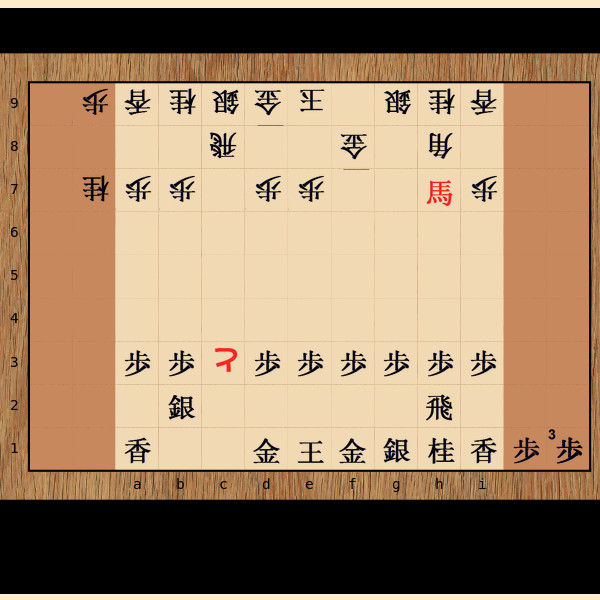 9 歩 香 桂 銀 金 王 銀 桂 香
8 飛 金 角
7 桂 歩 歩 歩 歩 馬 歩
6
5
4
3 歩 歩 と 歩 歩 歩 歩 歩 歩
2 銀 飛
1 香 金 王 金 銀 桂 香 歩 3 歩
a b c d e f g h i